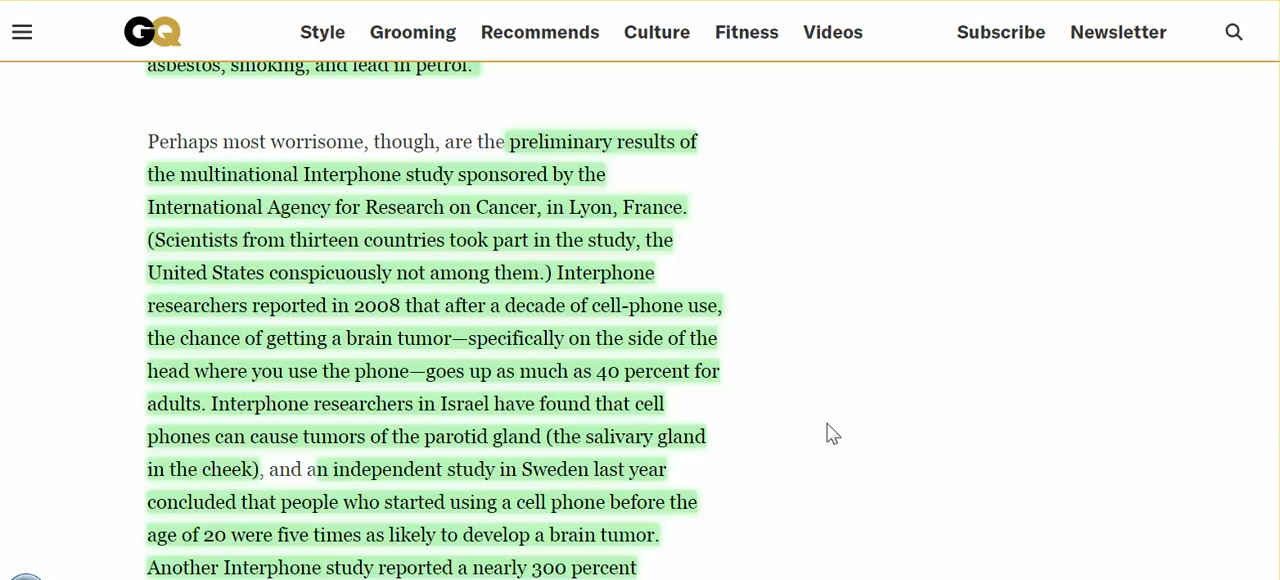 GQ Style Grooming Recommends Culture Fitness Videos Subscribe Newsletter
asbestos, smoking, and lead in petrol.
Perhaps most worrisome, though, are the preliminary results of
the multinational Interphone study sponsored by the
International Agency for Research on Cancer, in Lyon, France.
(Scientists from thirteen countries took part in the study, the
United States conspicuously not among them.) Interphone
researchers reported in 2008 that after a decade of cell-phone use,
the chance of getting a brain tumor—specifically on the side of the
head where you use the phone—goes up as much as 40 percent for
adults. Interphone researchers in Israel have found that cell
phones can cause tumors of the parotid gland (the salivary gland
in the cheek), and an independent study in Sweden last year
concluded that people who started using a cell phone before the
age of 20 were five times as likely to develop a brain tumor.
Another Interphone study reported a nearly 300 percent